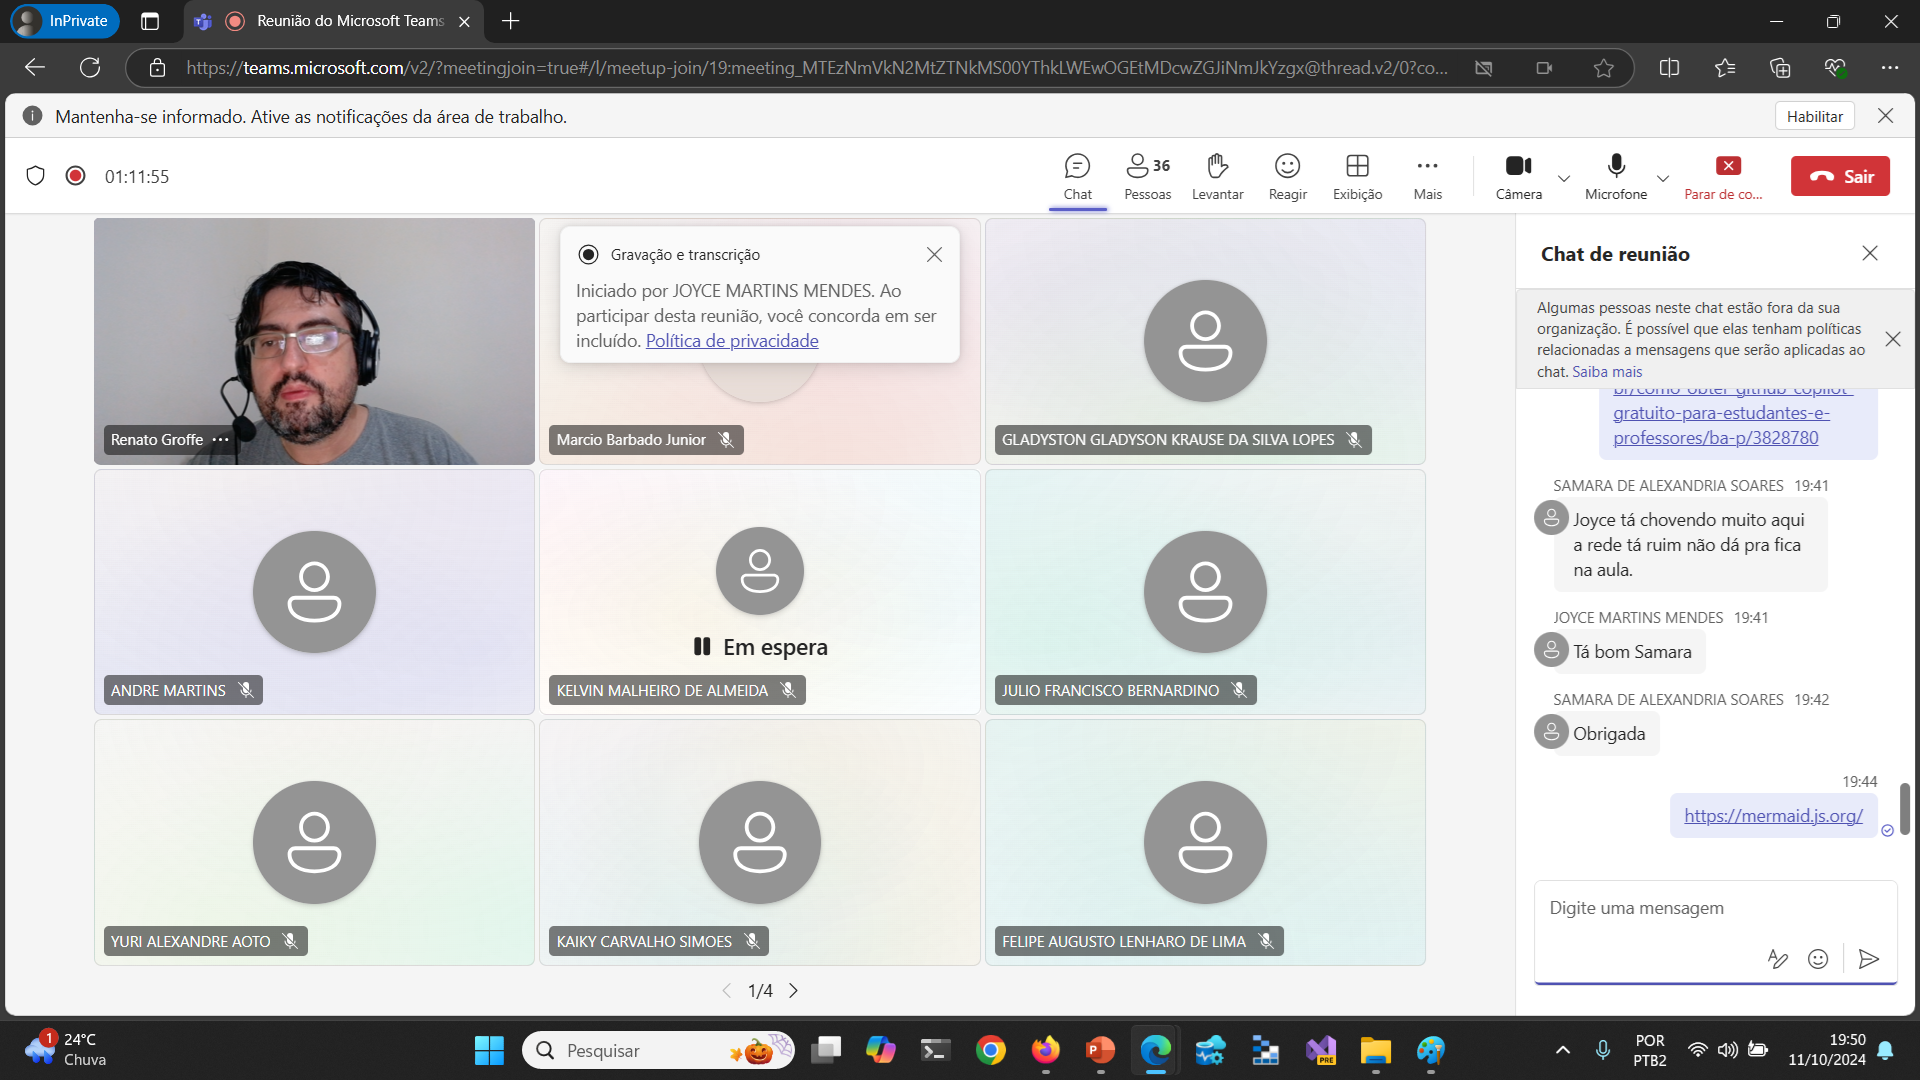 InPrivate
Reunião do Microsoft Teams
https://teams.microsoft.com/v2/?meetingjoin=true#/l/meetup-join/19:meeting_MTEzNmVkN2MtZTNkMS00YThkLWEwOGEtMDcwZGJiNmJkYzgx@thread.v2/0?co...
Mantenha-se informado. Ative as notificações da área de trabalho.
Habilitar
01:11:55
Chat
36
Pessoas
Levantar
Reagir
Exibição
Mais
Câmera
Microfone
Parar de co...
Sair
Gravação e transcrição
Iniciado por JOYCE MARTINS MENDES. Ao
participar desta reunião, você concorda em ser
incluído. Política de privacidade
Renato Groffe
Marcio Barbado Junior
GLADYSTON GLADYSON KRAUSE DA SILVA LOPES
ANDRE MARTINS
Em espera
KELVIN MALHEIRO DE ALMEIDA
JULIO FRANCISCO BERNARDINO
YURI ALEXANDRE AOTO
KAIKY CARVALHO SIMOES
FELIPE AUGUSTO LENHARO DE LIMA
1/4
Chat de reunião
Algumas pessoas neste chat estão fora da sua
organização. É possível que elas tenham políticas
relacionadas a mensagens que serão aplicadas ao
chat. Saiba mais
br/como-obter-github-copilot-
gratuito-para-estudantes-e-
professores/ba-p/3828780
SAMARA DE ALEXANDRIA SOARES 19:41
Joyce tá chovendo muito aqui
a rede tá ruim não dá pra fica
na aula.
JOYCE MARTINS MENDES 19:41
Tá bom Samara
SAMARA DE ALEXANDRIA SOARES 19:42
Obrigada
19:44
https://mermaid.js.org/
Digite uma mensagem
1
24°C
Chuva
Pesquisar
PRE
POR
PTB2
19:50
11/10/2024